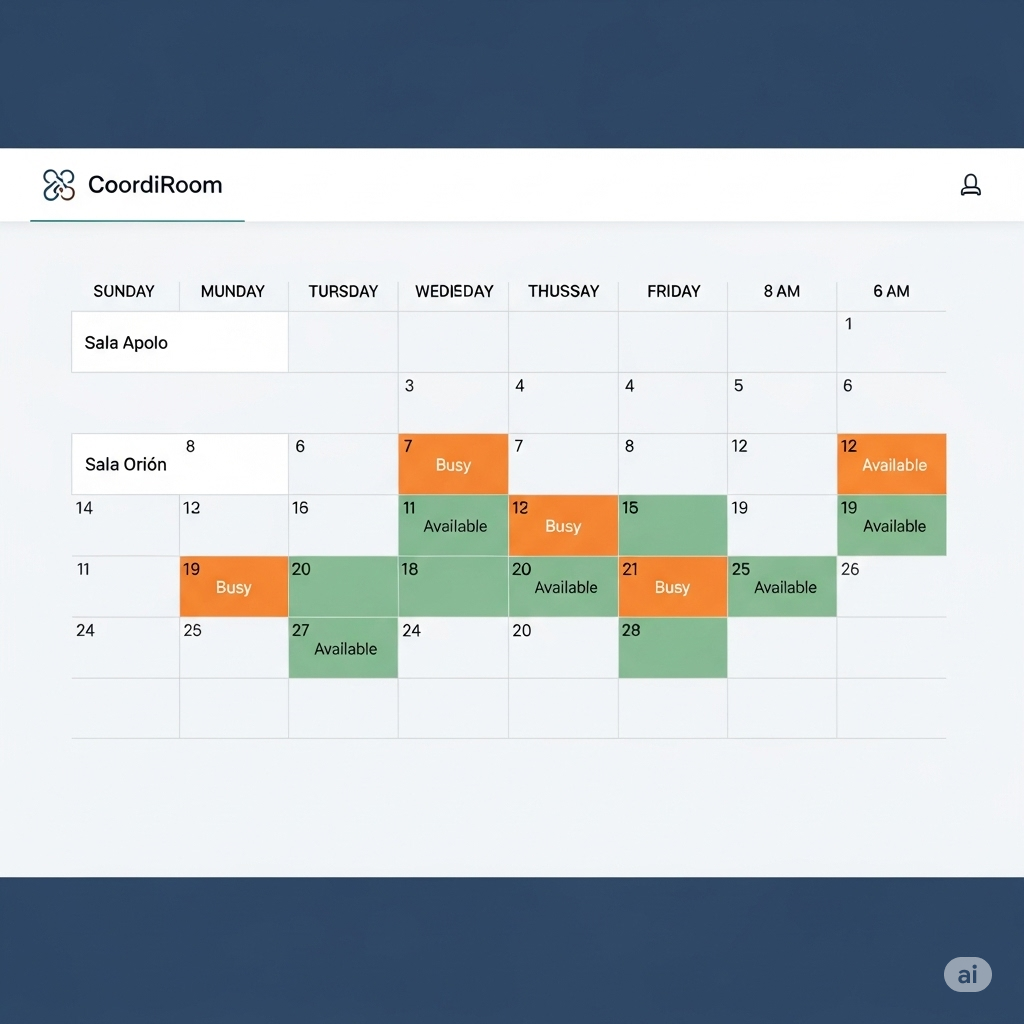 CoordiRoom
SUNDAY MUNDAY TURSDAY WEDIEDAY THUSSAY FRIDAY 8 AM 6 AM
Sala Apolo 1
3 4 4 5 6
Sala Orión 8 6 7 Busy 7 8 12 12 Available
14 12 16 11 Available 12 Busy 15 19 19 Available
11 19 Busy 20 18 20 Available 21 Busy 25 Available 26
24 25 27 Available 24 20 28
ai